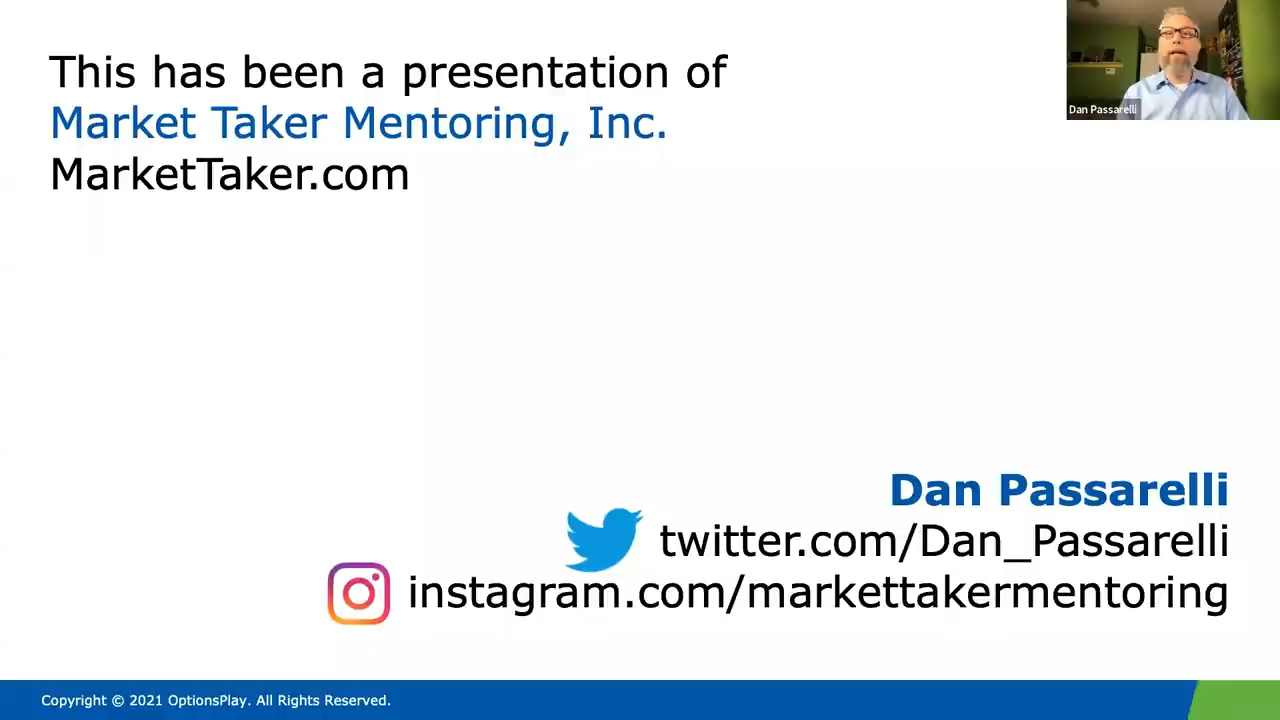 This has been a presentation of
Market Taker Mentoring, Inc.
MarketTaker.com
Dan Passarelli
Dan Passarelli
twitter.com/Dan_Passarelli
instagram.com/markettakermentoring
Copyright © 2021 OptionsPlay. All Rights Reserved.